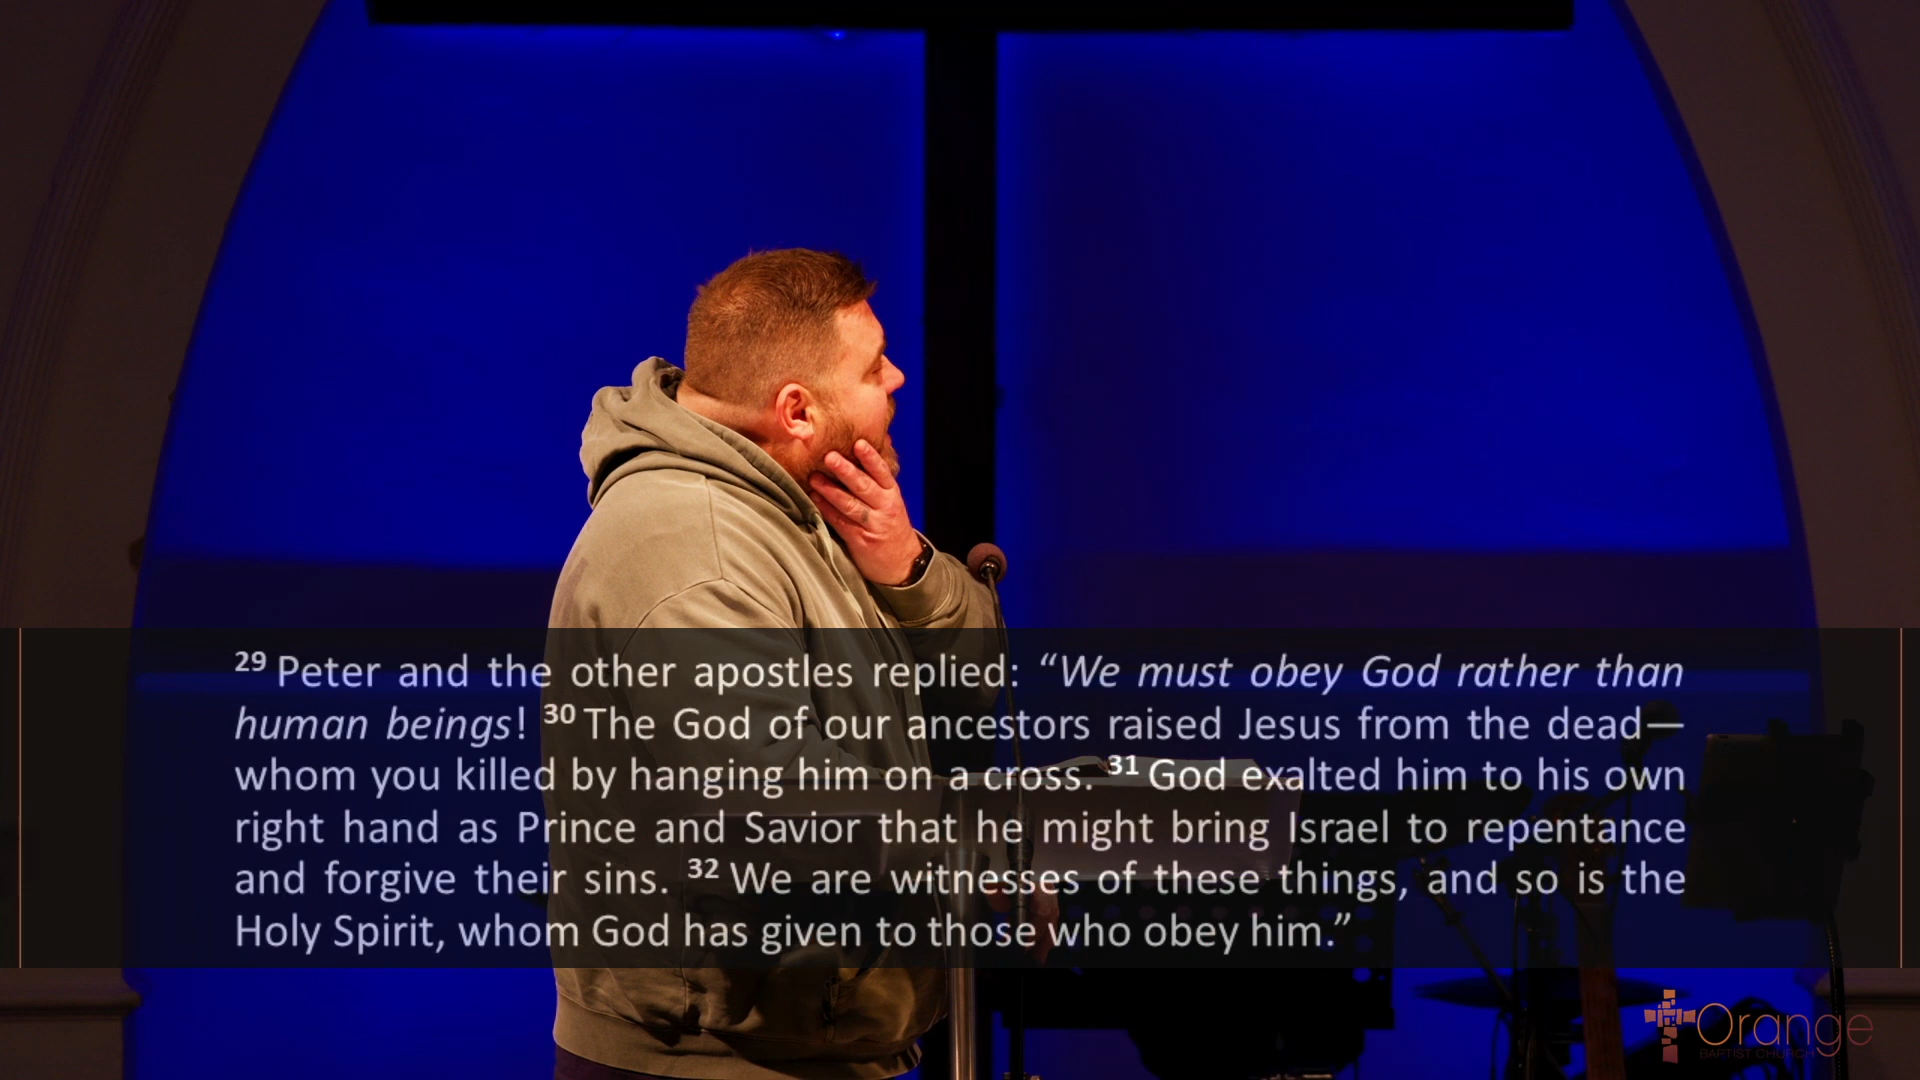 29 Peter and the other apostles replied: “We must obey God rather than
human beings! 30 The God of our ancestors raised Jesus from the dead—
whom you killed by hanging him on a cross. 31 God exalted him to his own
right hand as Prince and Savior that he might bring Israel to repentance
and forgive their sins. 32 We are witnesses of these things, and so is the
Holy Spirit, whom God has given to those who obey him.”
Orange
BAPTIST CHURCH